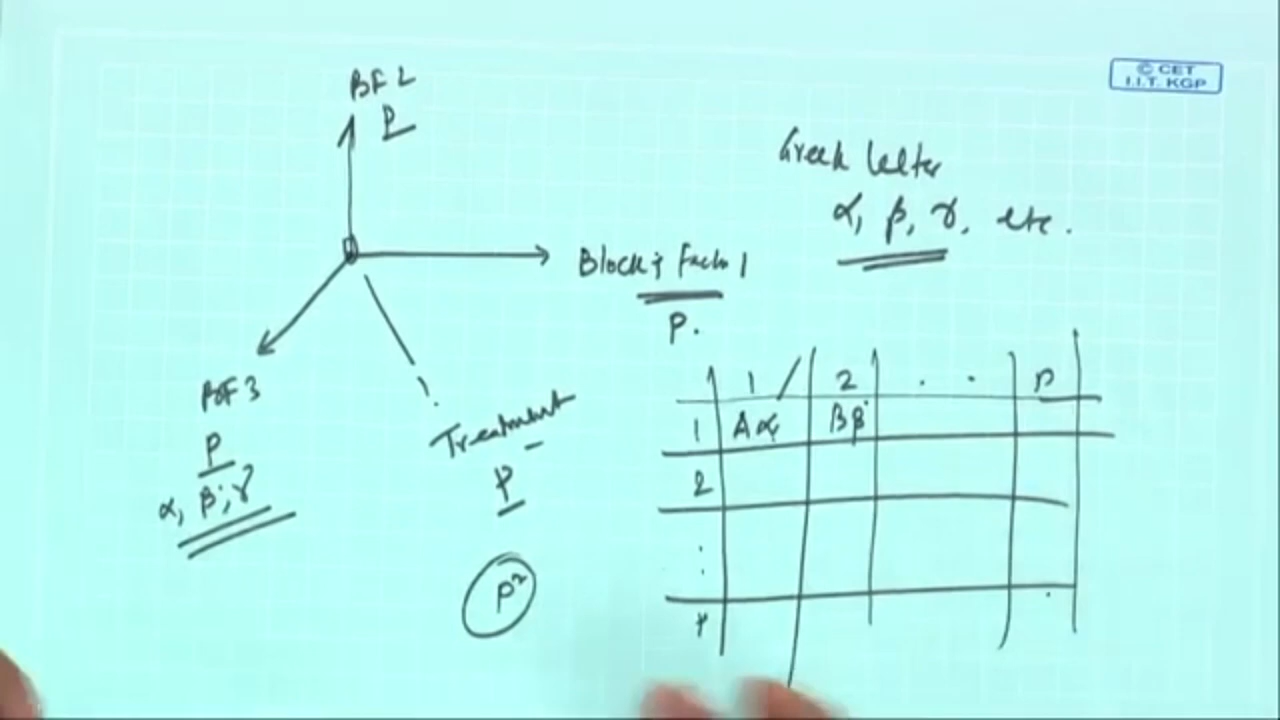 © CET
I.I.T. KGP
BF 2
P
Greek letter
α, β, γ, etc.
Blocking Factor 1
P.
BF 3
P
α, β, γ
Treatment
P
P²
1 2 . . P
1 Aα Bβ
2
:
P